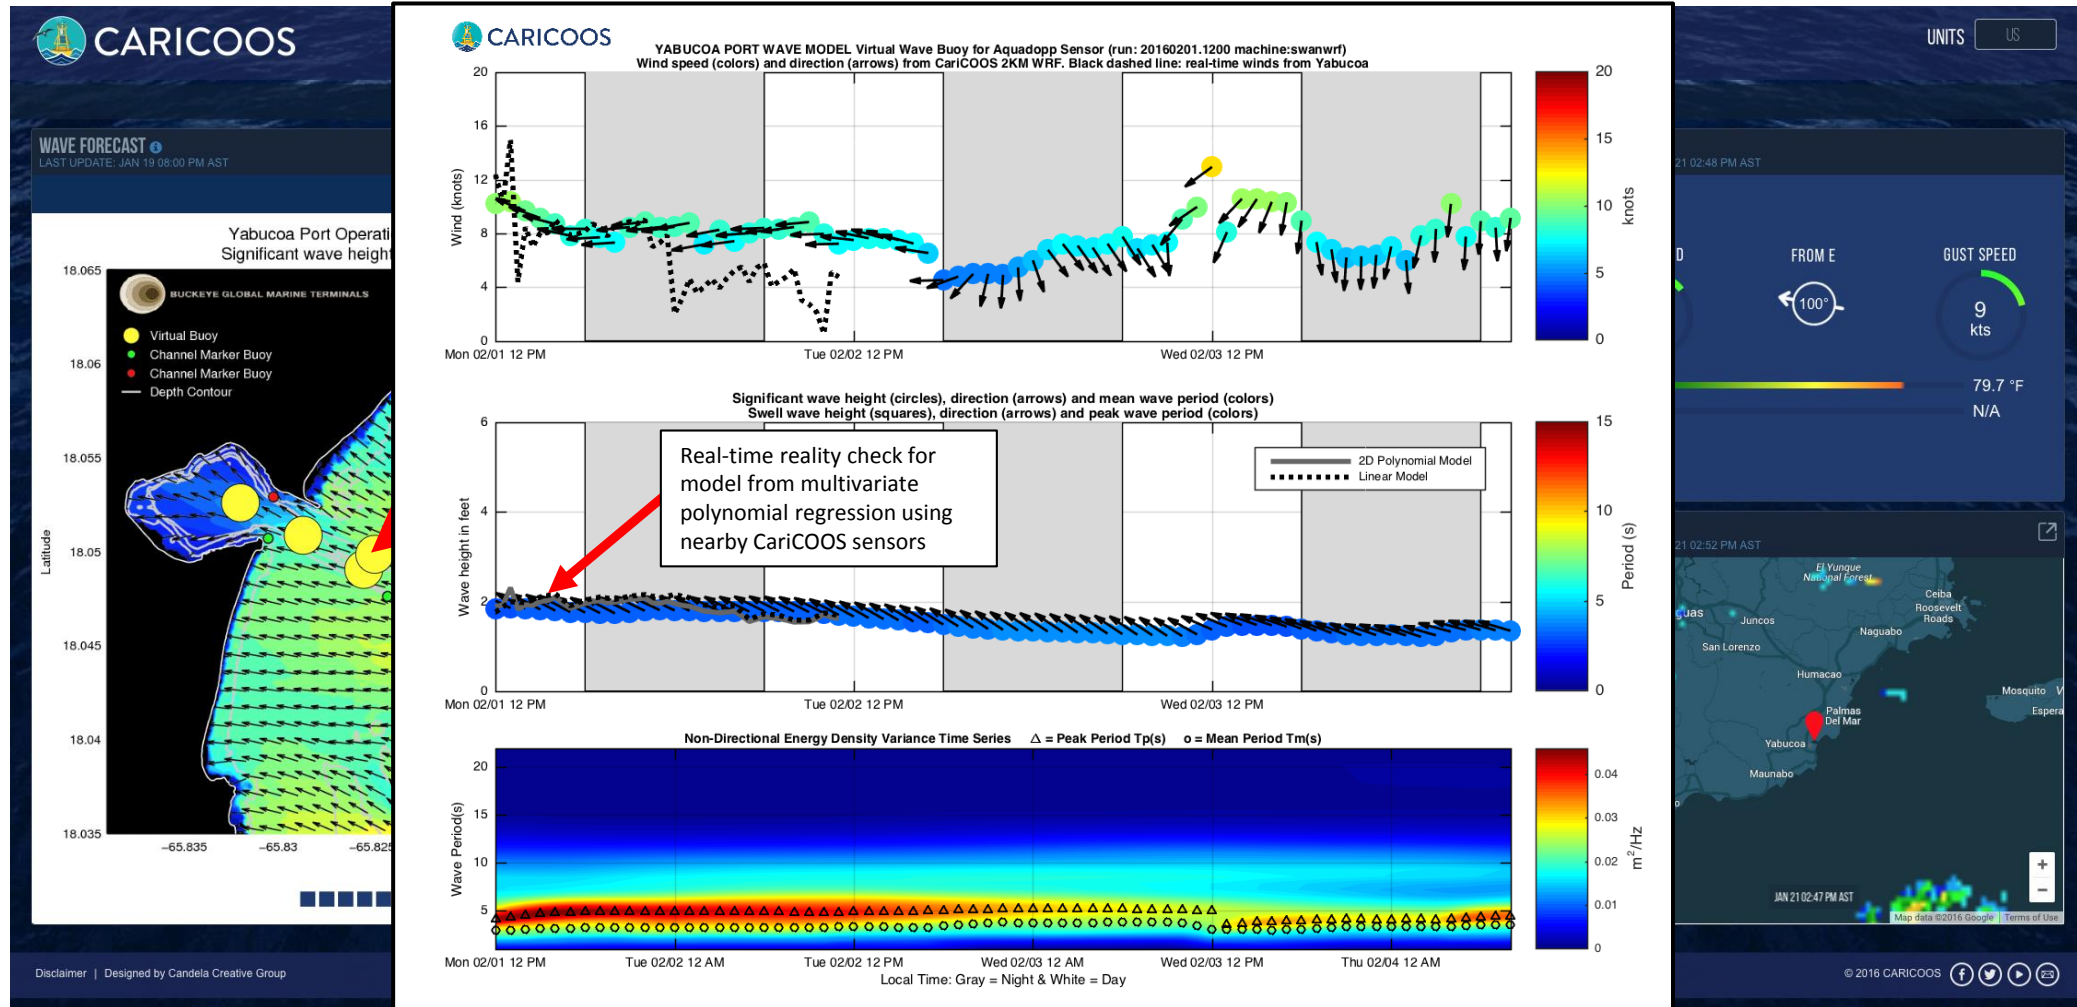 CARICOOS
UNITS
US
WAVE FORECAST
LAST UPDATE: JAN 19 08:00 PM AST
Yabucoa Port Operati
Significant wave height
18.065
18.06
18.055
18.05
18.045
18.04
18.035
Latitude
BUCKEYE GLOBAL MARINE TERMINALS
Virtual Buoy
Channel Marker Buoy
Channel Marker Buoy
Depth Contour
−65.835
−65.83
−65.825
Disclaimer | Designed by Candela Creative Group
CARICOOS
YABUCOA PORT WAVE MODEL Virtual Wave Buoy for Aquadopp Sensor (run: 20160201.1200 machine:swanwrf)
Wind speed (colors) and direction (arrows) from CariCOOS 2KM WRF. Black dashed line: real-time winds from Yabucoa
20
16
12
8
4
0
Wind (knots)
Mon 02/01 12 PM
Tue 02/02 12 PM
Wed 02/03 12 PM
20
15
10
5
0
knots
Significant wave height (circles), direction (arrows) and mean wave period (colors)
Swell wave height (squares), direction (arrows) and peak wave period (colors)
6
4
2
0
Wave height in feet
Real-time reality check for
model from multivariate
polynomial regression using
nearby CariCOOS sensors
2D Polynomial Model
Linear Model
Mon 02/01 12 PM
Tue 02/02 12 PM
Wed 02/03 12 PM
15
10
5
0
Period (s)
Non-Directional Energy Density Variance Time Series △ = Peak Period Tp(s) o = Mean Period Tm(s)
20
15
10
5
Wave Period(s)
Mon 02/01 12 PM
Tue 02/02 12 AM
Tue 02/02 12 PM
Wed 02/03 12 AM
Wed 02/03 12 PM
Thu 02/04 12 AM
Local Time: Gray = Night & White = Day
0.04
0.03
0.02
0.01
0
m²/Hz
21 02:48 PM AST
D
FROM E
GUST SPEED
100°
9
kts
79.7 °F
N/A
21 02:52 PM AST
El Yunque
National Forest
Ceiba
Roosevelt
Roads
guas
Juncos
Naguabo
San Lorenzo
Humacao
Mosquito V
Espera
Palmas
Del Mar
Yabucoa
Maunabo
+
−
JAN 21 02:47 PM AST
Map data ©2016 Google
Terms of Use
© 2016 CARICOOS